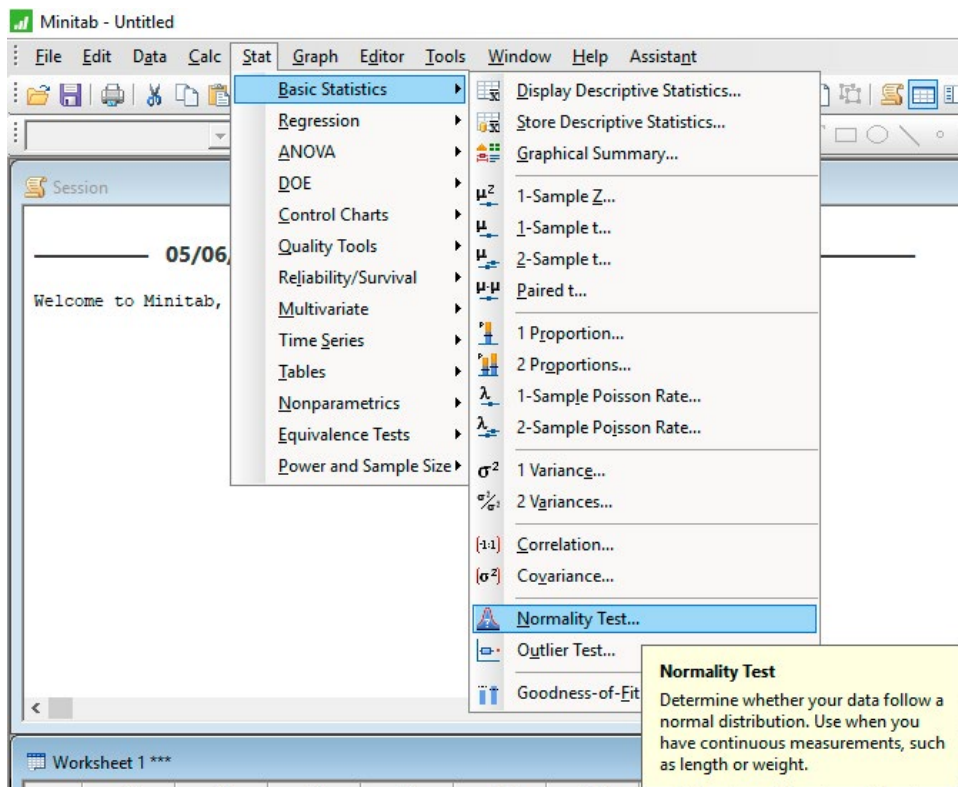 Minitab - Untitled
File Edit Data Calc Stat Graph Editor Tools Window Help Assistant
Session
05/06/
Welcome to Minitab,
Basic Statistics
Regression
ANOVA
DOE
Control Charts
Quality Tools
Reliability/Survival
Multivariate
Time Series
Tables
Nonparametrics
Equivalence Tests
Power and Sample Size
Display Descriptive Statistics...
Store Descriptive Statistics...
Graphical Summary...
1-Sample Z...
1-Sample t...
2-Sample t...
Paired t...
1 Proportion...
2 Proportions...
1-Sample Poisson Rate...
2-Sample Poisson Rate...
1 Variance...
2 Variances...
Correlation...
Covariance...
Normality Test...
Outlier Test...
Goodness-of-Fit
Normality Test
Determine whether your data follow a
normal distribution. Use when you
have continuous measurements, such
as length or weight.
Worksheet 1 ***